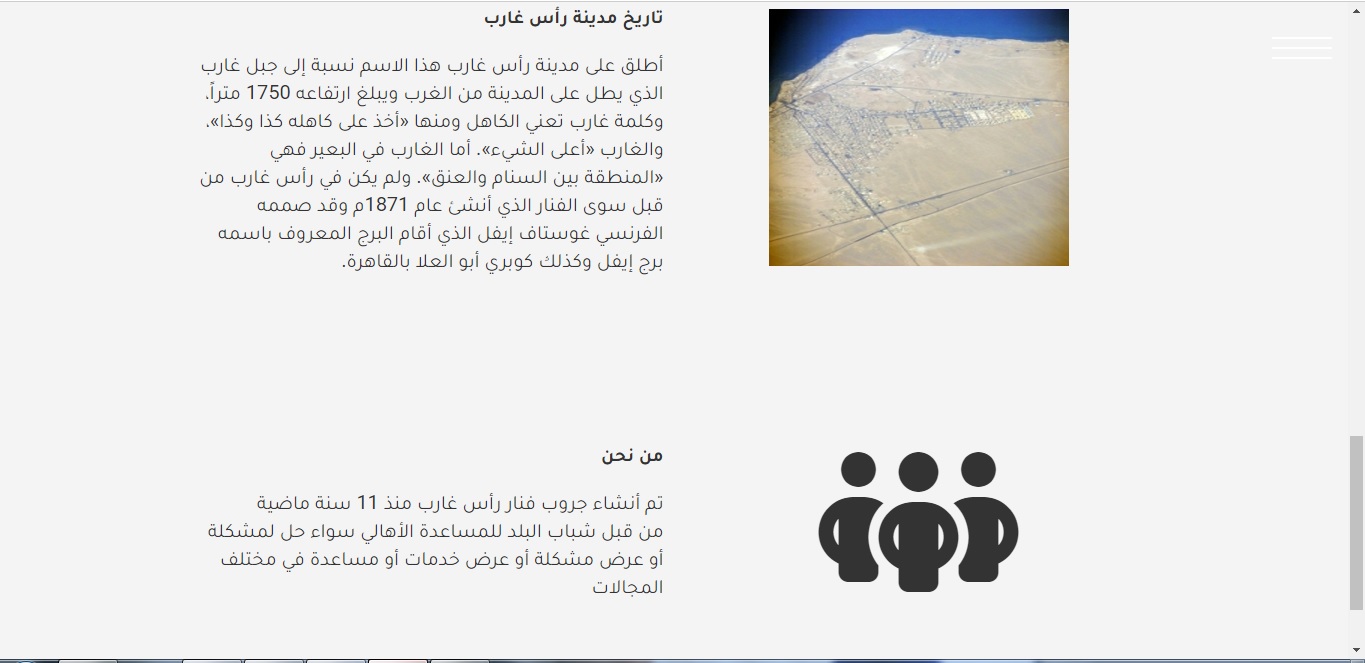 تاريخ مدينة رأس غارب
أطلق على مدينة رأس غارب هذا الاسم نسبة إلى جبل غارب
الذي يطل على المدينة من الغرب ويبلغ ارتفاعه 1750 متراً،
وكلمة غارب تعني الكاهل ومنها «أخذ على كاهله كذا وكذا»،
والغارب «أعلى الشيء». أما الغارب في البعير فهي
«المنطقة بين السنام والعنق». ولم يكن في رأس غارب من
قبل سوى الفنار الذي أنشئ عام 1871م وقد صممه
الفرنسي غوستاف إيفل الذي أقام البرج المعروف باسمه
برج إيفل وكذلك كوبري أبو العلا بالقاهرة.
من نحن
تم أنشاء جروب فنار رأس غارب منذ 11 سنة ماضية
من قبل شباب البلد للمساعدة الأهالي سواء حل لمشكلة
أو عرض مشكلة أو عرض خدمات أو مساعدة في مختلف
المجالات